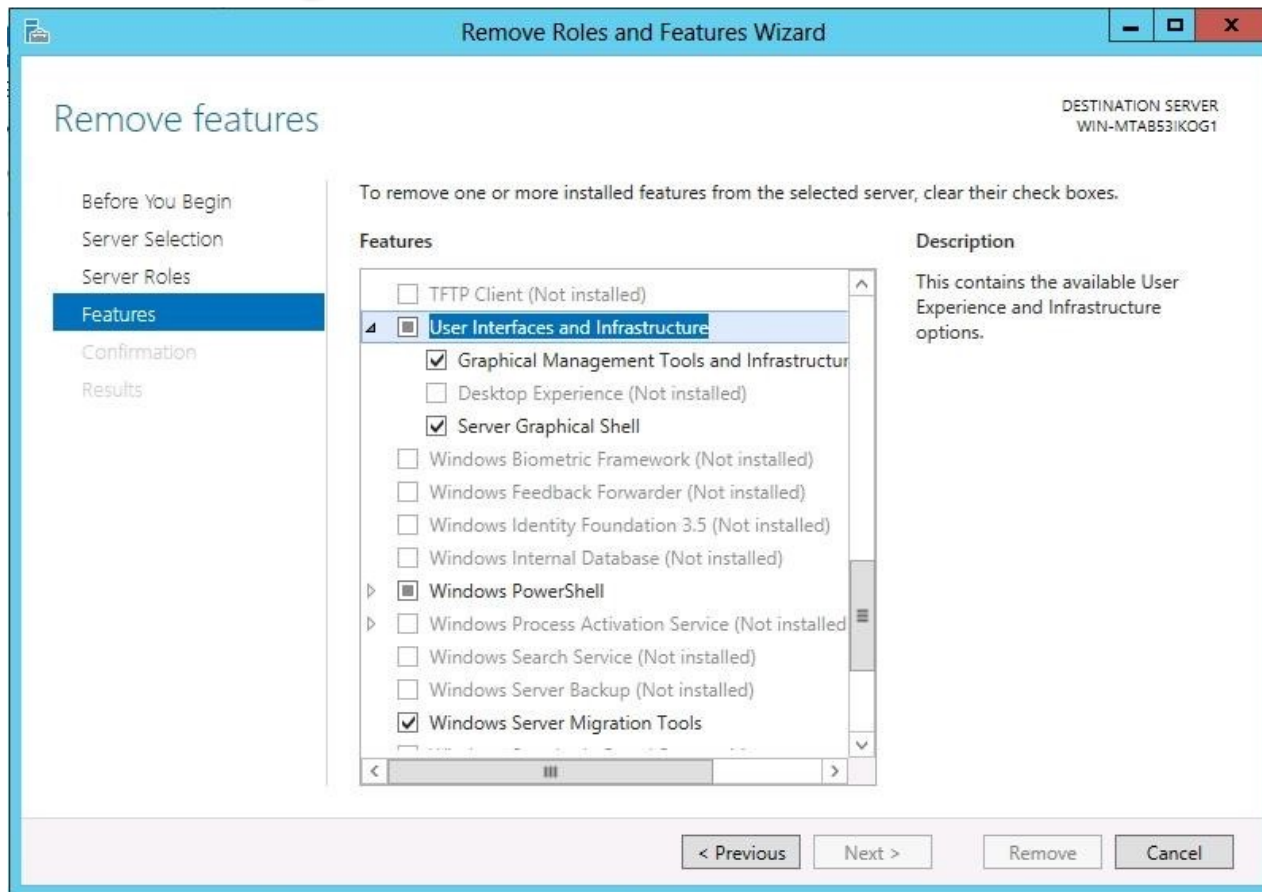 Remove Roles and Features Wizard
Remove features
DESTINATION SERVER
WIN-MTAB53IKOG1
Before You Begin
Server Selection
Server Roles
Features
Confirmation
Results
To remove one or more installed features from the selected server, clear their check boxes.
Features
TFTP Client (Not installed)
User Interfaces and Infrastructure
Graphical Management Tools and Infrastructur
Desktop Experience (Not installed)
Server Graphical Shell
Windows Biometric Framework (Not installed)
Windows Feedback Forwarder (Not installed)
Windows Identity Foundation 3.5 (Not installed)
Windows Internal Database (Not installed)
Windows PowerShell
Windows Process Activation Service (Not installed
Windows Search Service (Not installed)
Windows Server Backup (Not installed)
Windows Server Migration Tools
Description
This contains the available User
Experience and Infrastructure
options.
< Previous
Next >
Remove
Cancel